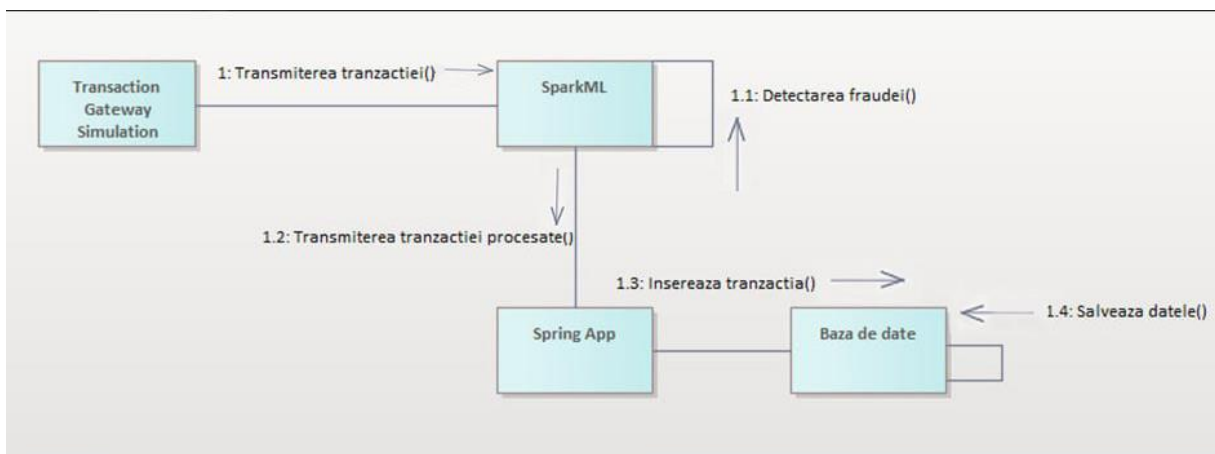 1: Transmiterea tranzactiei()
Transaction
Gateway
Simulation
SparkML
1.1: Detectarea fraudei()
1.2: Transmiterea tranzactiei procesate()
1.3: Insereaza tranzactia()
1.4: Salveaza datele()
Spring App
Baza de date